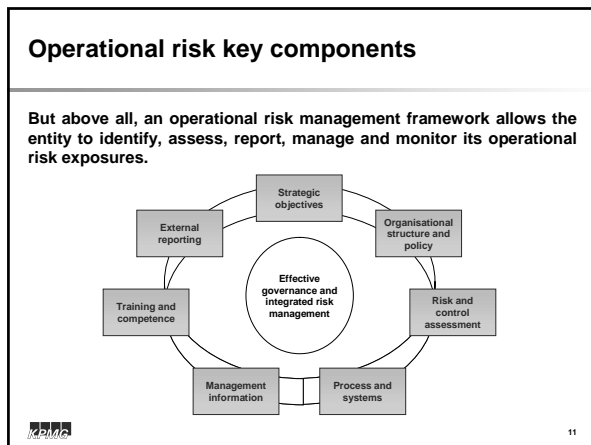 Operational risk key components
But above all, an operational risk management framework allows the
entity to identify, assess, report, manage and monitor its operational
risk exposures.
Strategic
objectives
External
reporting
Organisational
structure and
policy
Effective
governance and
integrated risk
management
Training and
competence
Risk and
control
assessment
Management
information
Process and
systems
KPMG
11